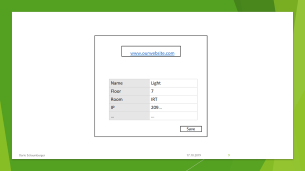 www.ourwebsite.com
Name Light
Floor 7
Room IRT
IP 209...
... ...
Save